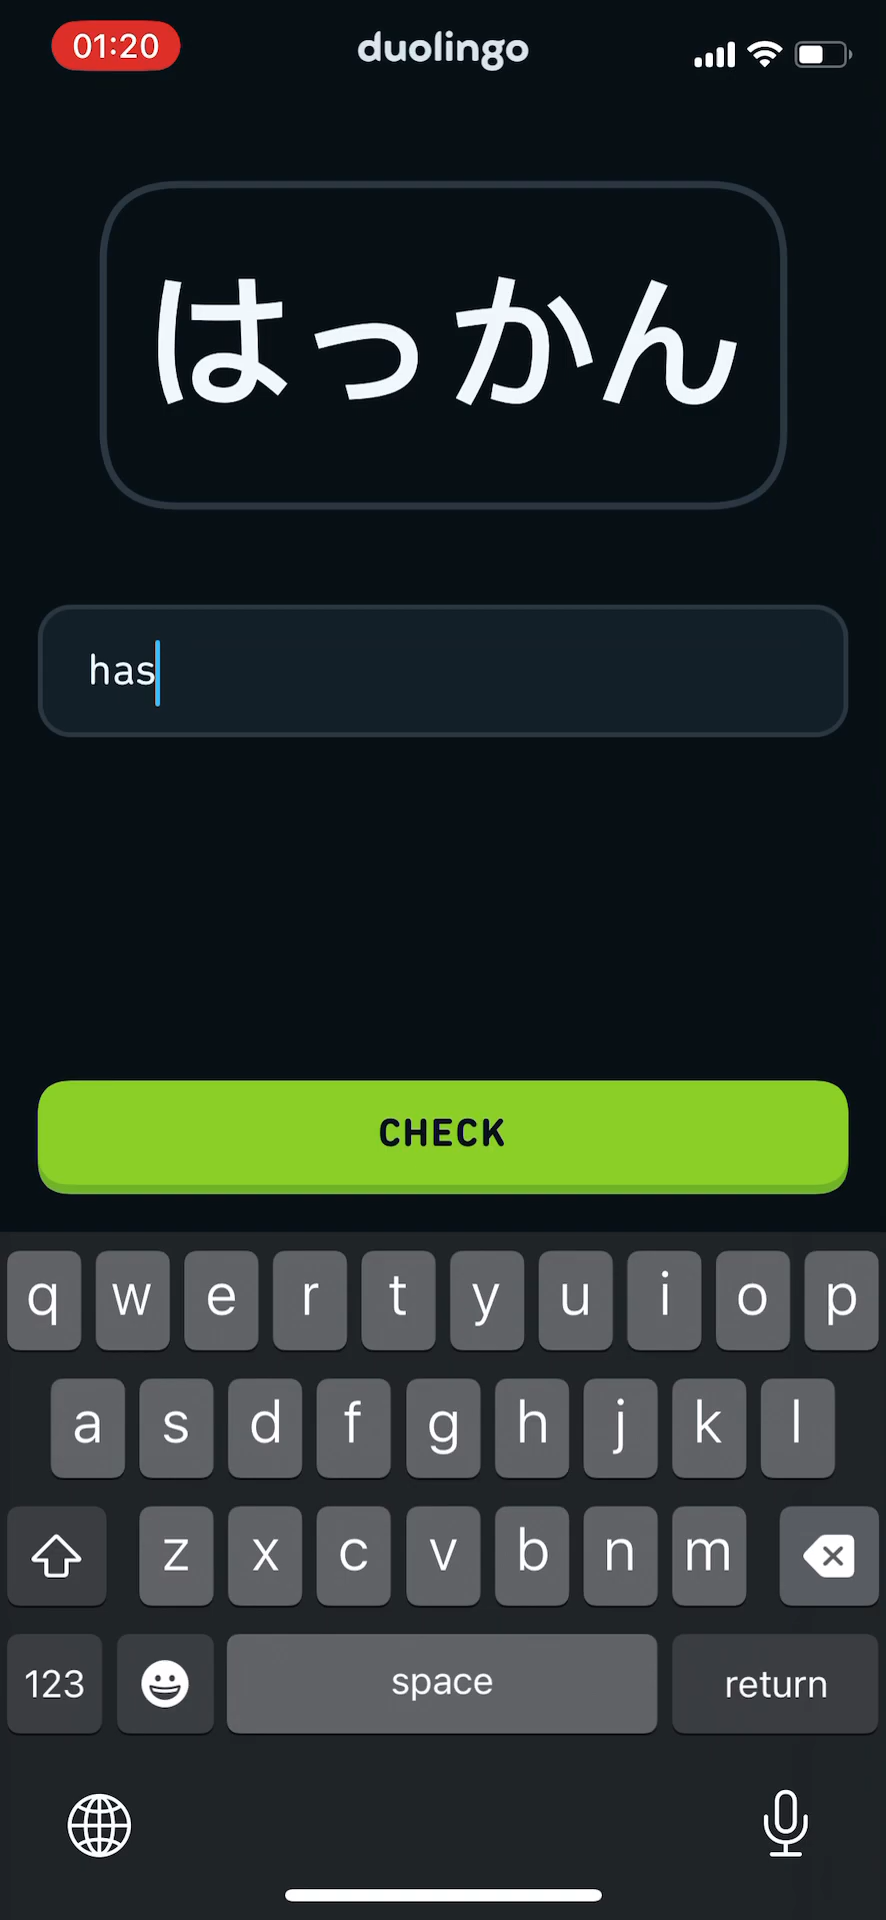 01:20
duolingo
はっかん
has
CHECK
q w e r t y u i o p
a s d f g h j k l
z x c v b n m
123 space return